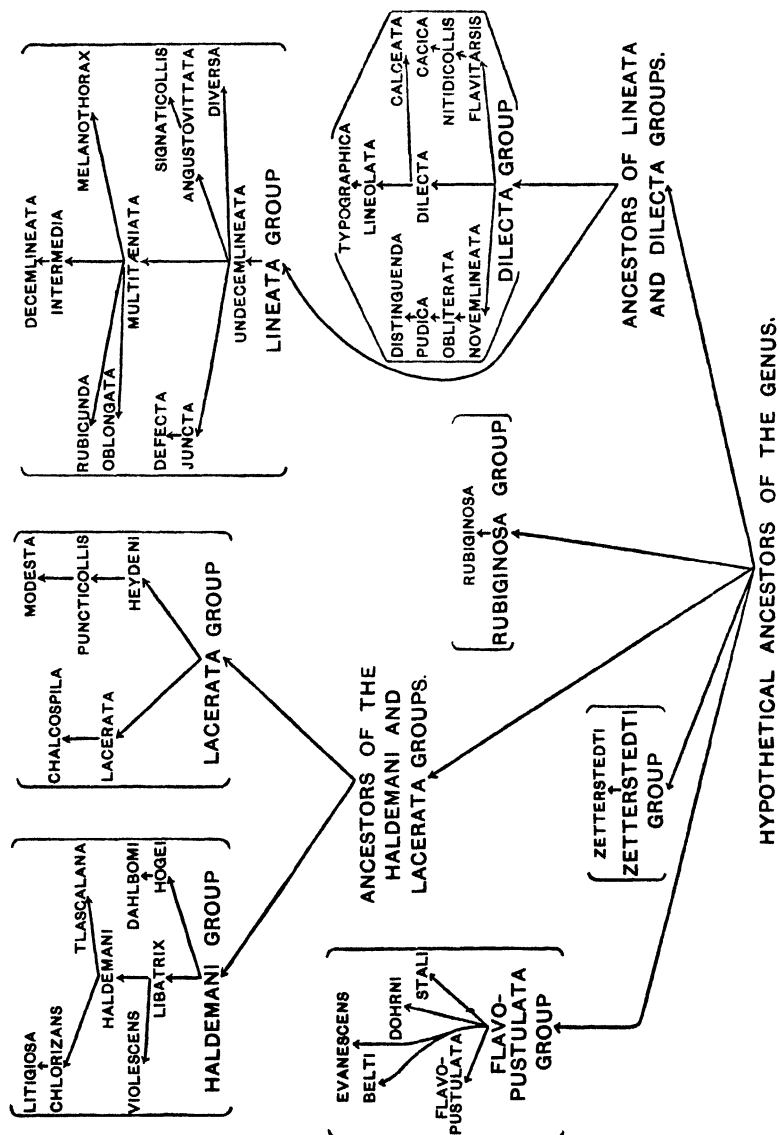 LITIGIOSA
CHLORIZANS
TLASCALANA
HALDEMANI
VIOLESCENS
LIBATRIX
DAHLBOMI
HOGEI
HALDEMANI GROUP
CHALCOSPILA
LACERATA
MODESTA
PUNCTICOLLIS
HEYDENI
LACERATA GROUP
DECEMLINEATA
INTERMEDIA
RUBICUNDA
OBLONGATA
MELANOTHORAX
MULTITÆNIATA
DEFECTA
JUNCTA
SIGNATICOLLIS
ANGUSTOVITTATA
DIVERSA
UNDECEMLINEATA
LINEATA GROUP
EVANESCENS
BELTI
DOHRNI
STALI
FLAVO-
PUSTULATA
FLAVO-
PUSTULATA
GROUP
ANCESTORS OF THE
HALDEMANI AND
LACERATA GROUPS.
RUBIGINOSA
RUBIGINOSA GROUP
TYPOGRAPHICA
LINEOLATA
DISTINGUENDA
PUDICA
OBLITERATA
NOVEMLINEATA
DILECTA
CALCEATA
CACICA
NITIDICOLLIS
FLAVITARSIS
DILECTA GROUP
ZETTERSTEDTI
ZETTERSTEDTI
GROUP
ANCESTORS OF LINEATA
AND DILECTA GROUPS.
HYPOTHETICAL ANCESTORS OF THE GENUS.